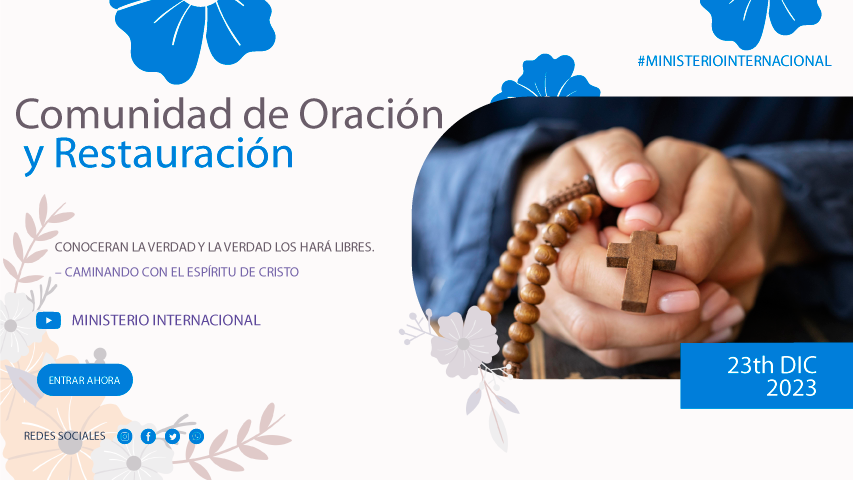 #MINISTERIOINTERNACIONAL
Comunidad de Oración
y Restauración
CONOCERAN LA VERDAD Y LA VERDAD LOS HARÁ LIBRES.
– CAMINANDO CON EL ESPÍRITU DE CRISTO
MINISTERIO INTERNACIONAL
23th DIC
2023
ENTRAR AHORA
REDES SOCIALES